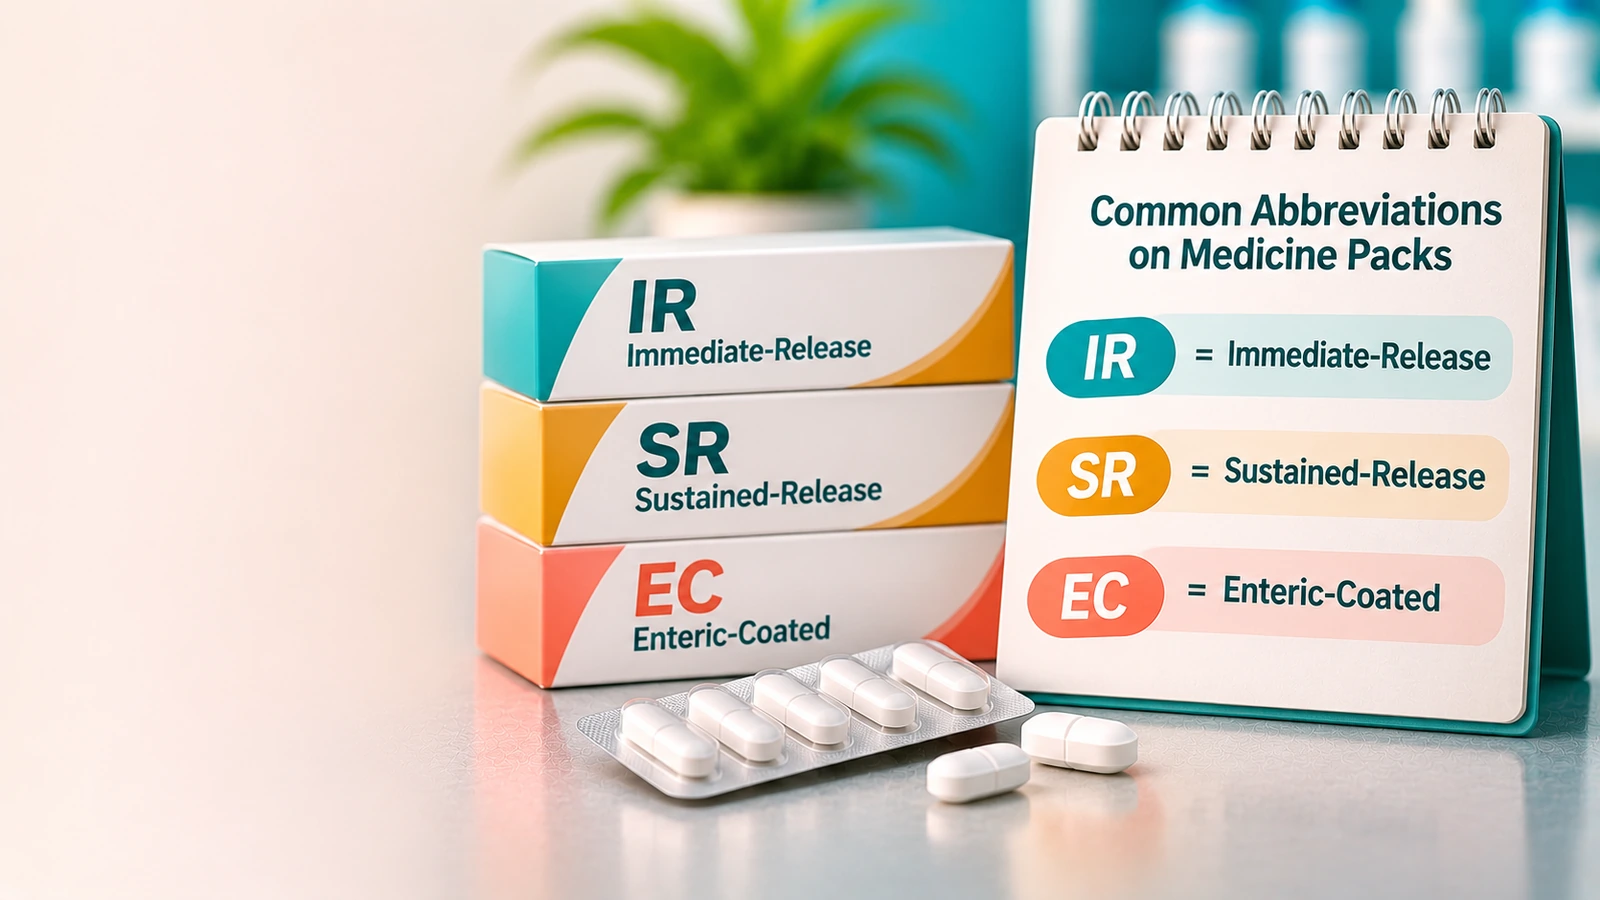 IR
Immediate-Release
SR
Sustained-Release
EC
Enteric-Coated
Common Abbreviations
on Medicine Packs
IR = Immediate-Release
SR = Sustained-Release
EC = Enteric-Coated